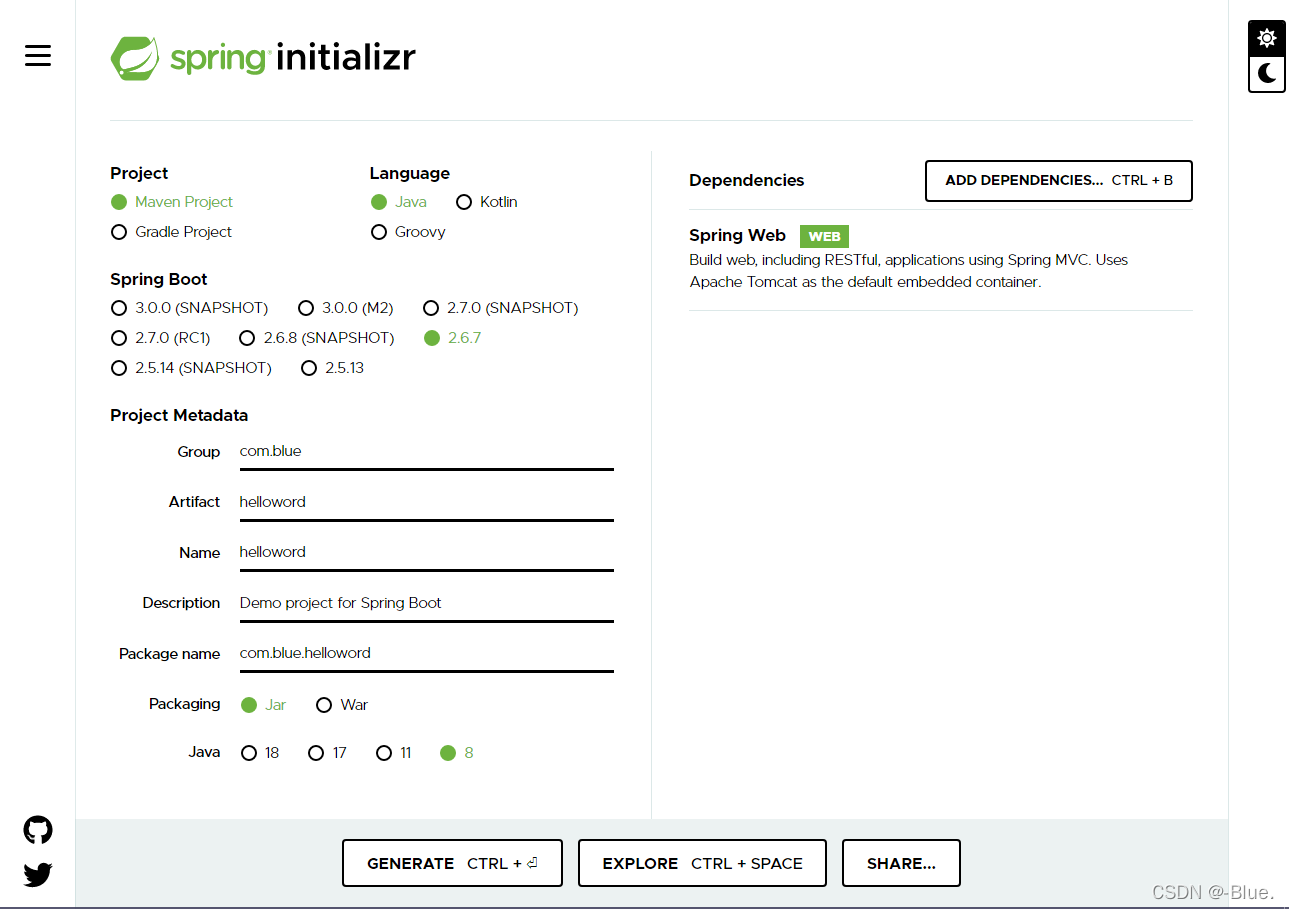 spring initializr
Project
Maven Project
Gradle Project
Language
Java Kotlin
Groovy
Spring Boot
3.0.0 (SNAPSHOT) 3.0.0 (M2) 2.7.0 (SNAPSHOT)
2.7.0 (RC1) 2.6.8 (SNAPSHOT) 2.6.7
2.5.14 (SNAPSHOT) 2.5.13
Project Metadata
Group com.blue
Artifact helloword
Name helloword
Description Demo project for Spring Boot
Package name com.blue.helloword
Packaging Jar War
Java 18 17 11 8
Dependencies ADD DEPENDENCIES... CTRL + B
Spring Web WEB
Build web, including RESTful, applications using Spring MVC. Uses
Apache Tomcat as the default embedded container.
GENERATE CTRL + ⏎ EXPLORE CTRL + SPACE SHARE...
CSDN @-Blue.